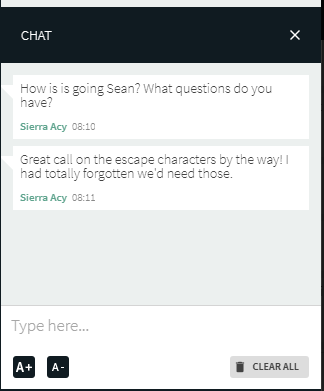 CHAT
How is is going Sean? What questions do you
have?
Sierra Acy 08:10
Great call on the escape characters by the way! I
had totally forgotten we'd need those.
Sierra Acy 08:11
Type here...
A+ A- CLEAR ALL